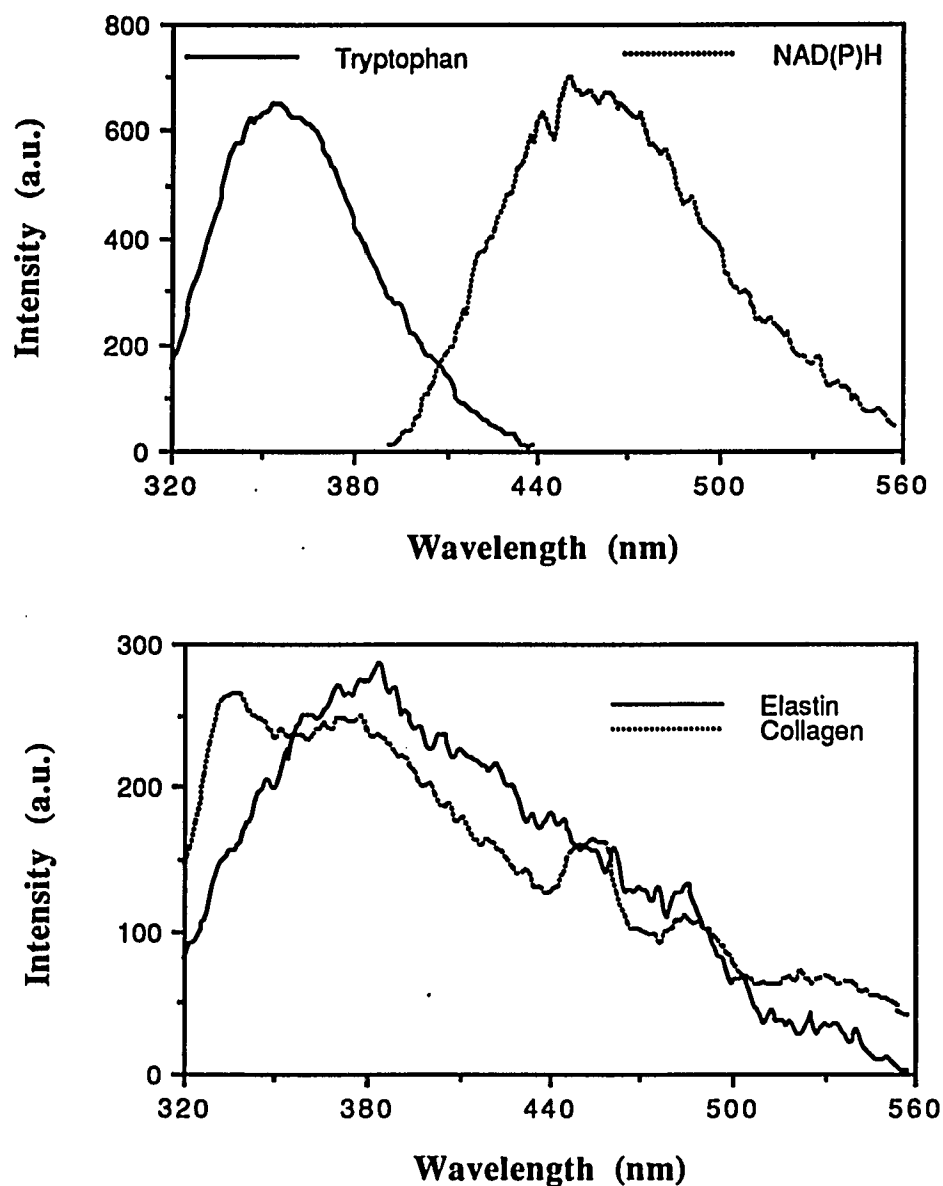 800
600
400
200
0
Intensity (a.u.)
Tryptophan
NAD(P)H
320 380 440 500 560
Wavelength (nm)
300
200
100
0
Intensity (a.u.)
Elastin
Collagen
320 380 440 500 560
Wavelength (nm)